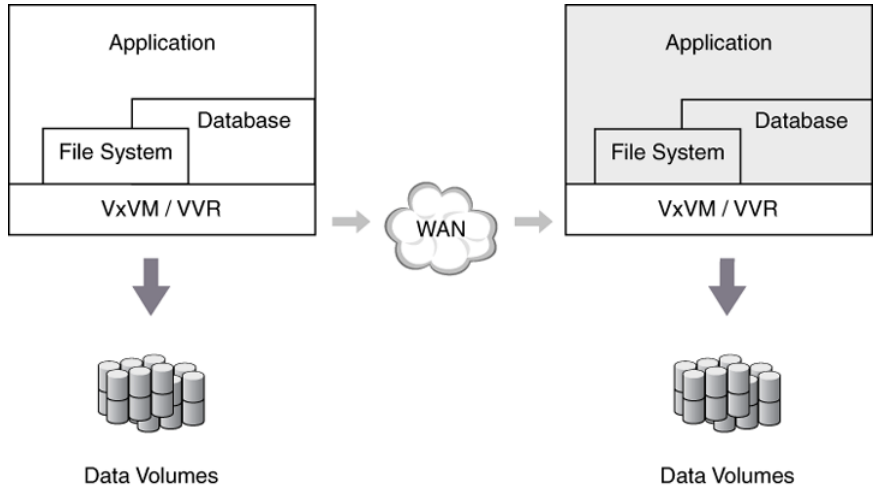 Application
Database
File System
VxVM / VVR
Data Volumes
WAN
Application
Database
File System
VxVM / VVR
Data Volumes